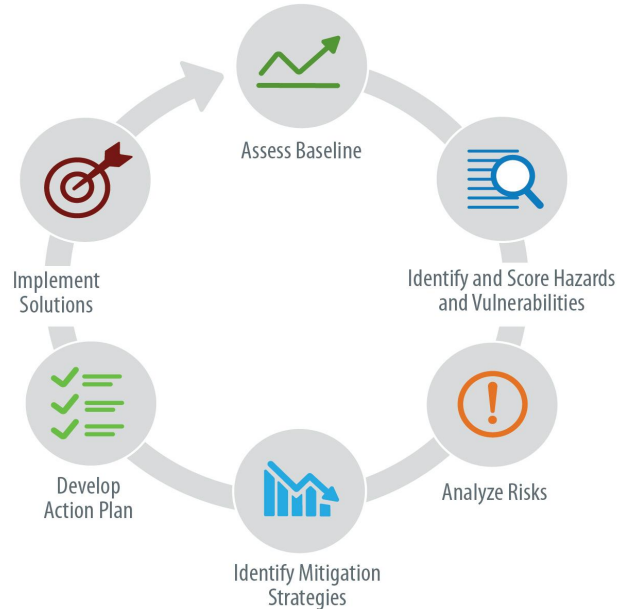 Assess Baseline
Identify and Score Hazards
and Vulnerabilities
Analyze Risks
Identify Mitigation
Strategies
Develop
Action Plan
Implement
Solutions